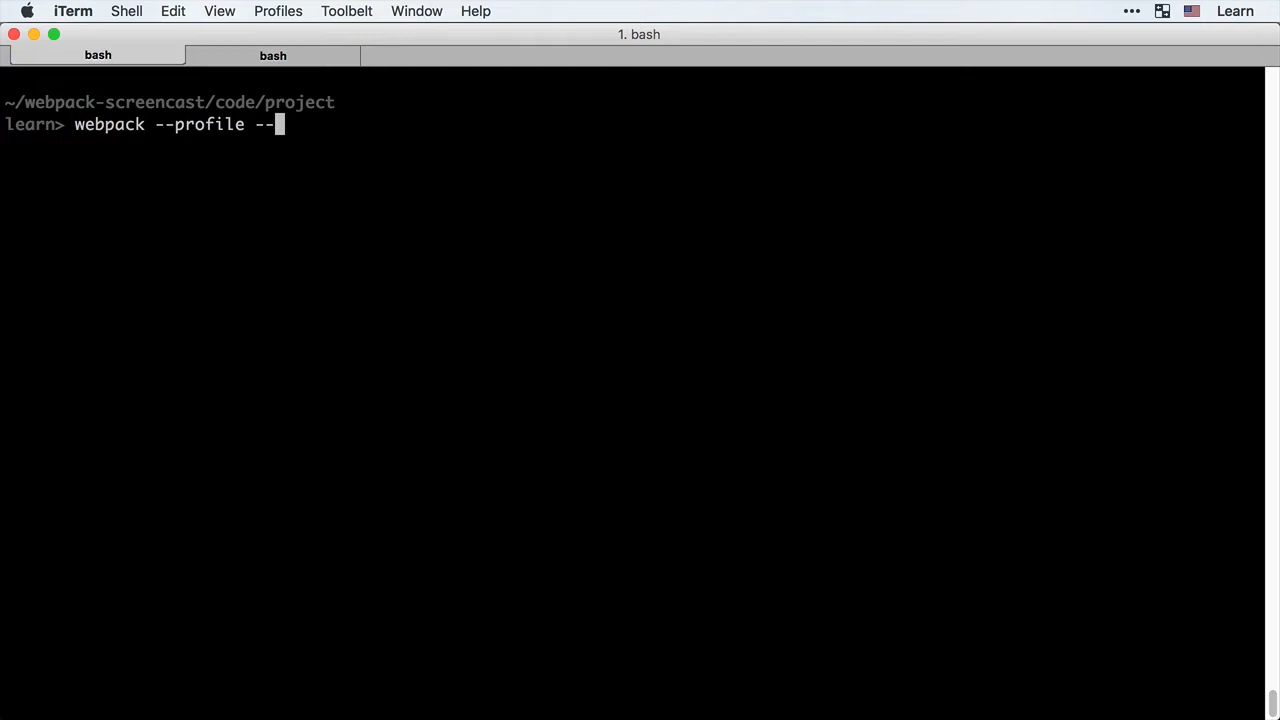 iTerm Shell Edit View Profiles Toolbelt Window Help ••• Learn
1. bash
bash bash
~/webpack-screencast/code/project
learn> webpack --profile --